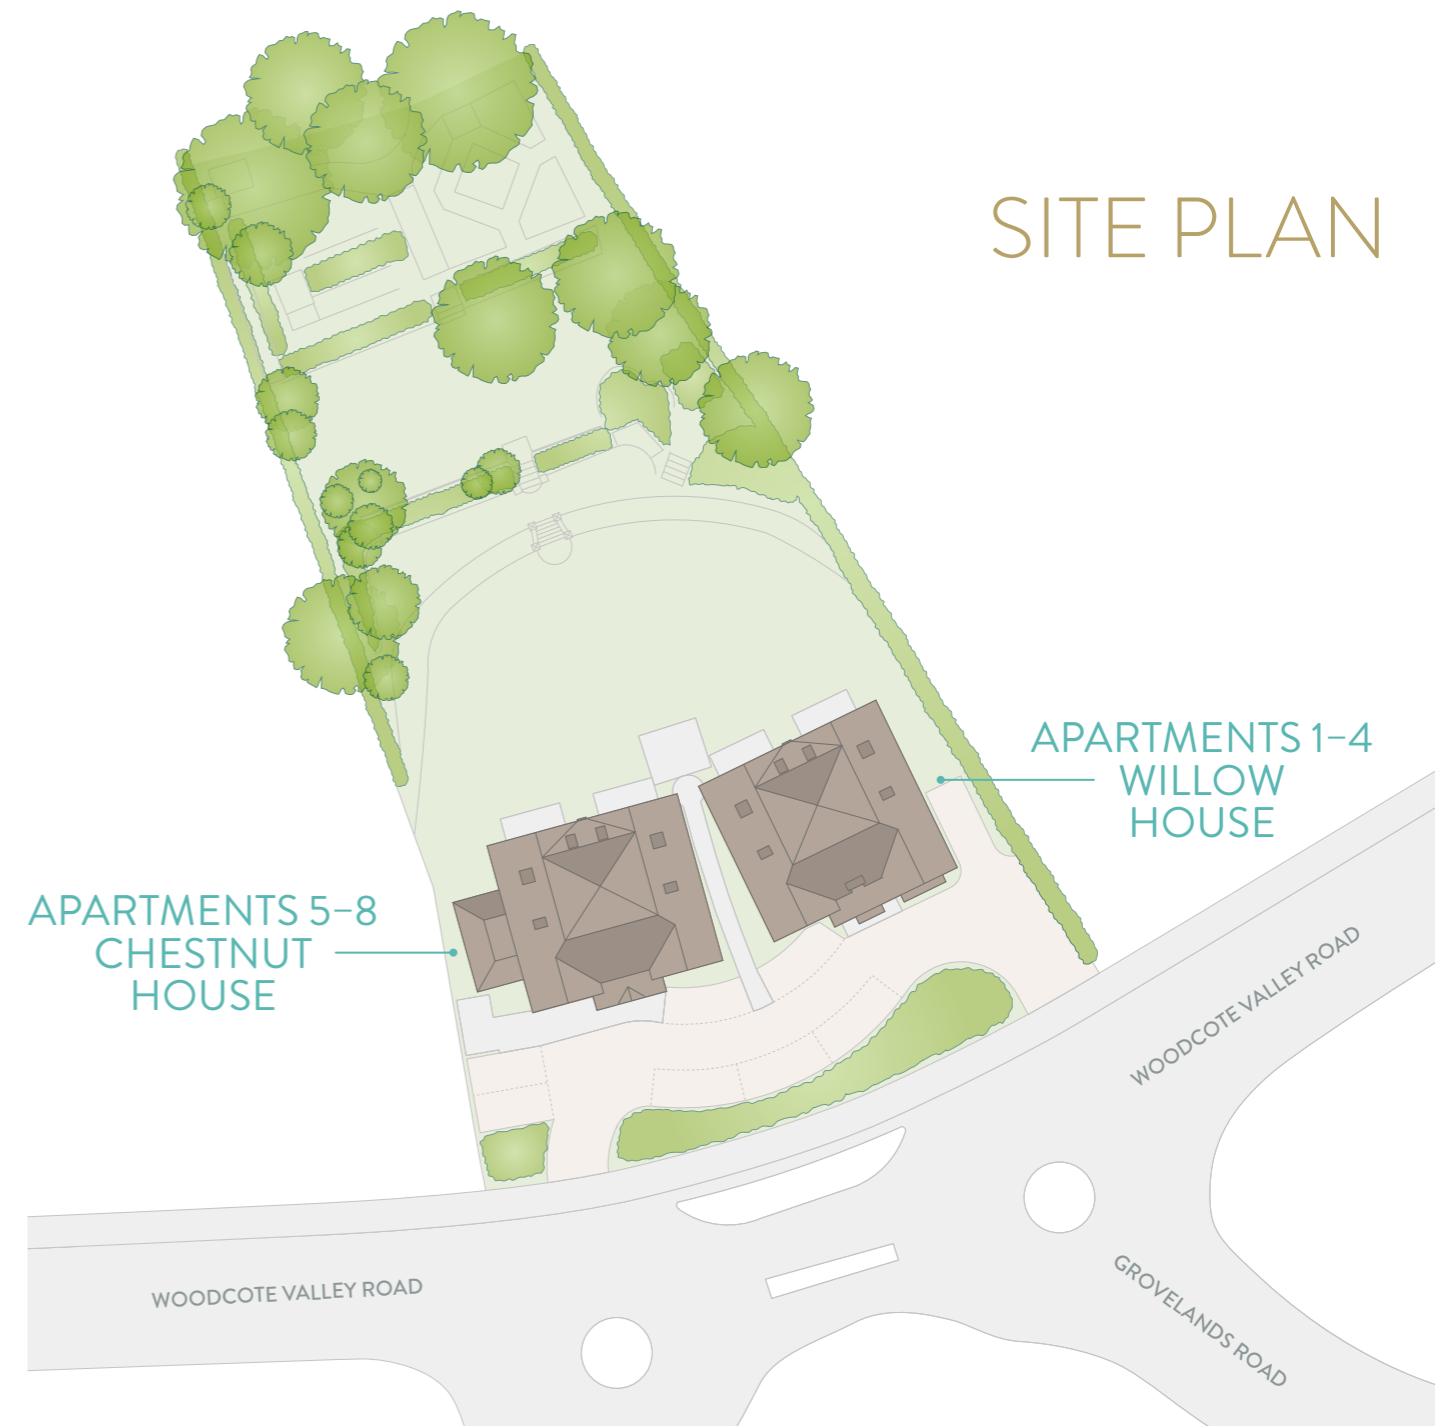 SITE PLAN
APARTMENTS 1–4
WILLOW
HOUSE
APARTMENTS 5–8
CHESTNUT
HOUSE
WOODCOTE VALLEY ROAD
WOODCOTE VALLEY ROAD
GROVELANDS ROAD